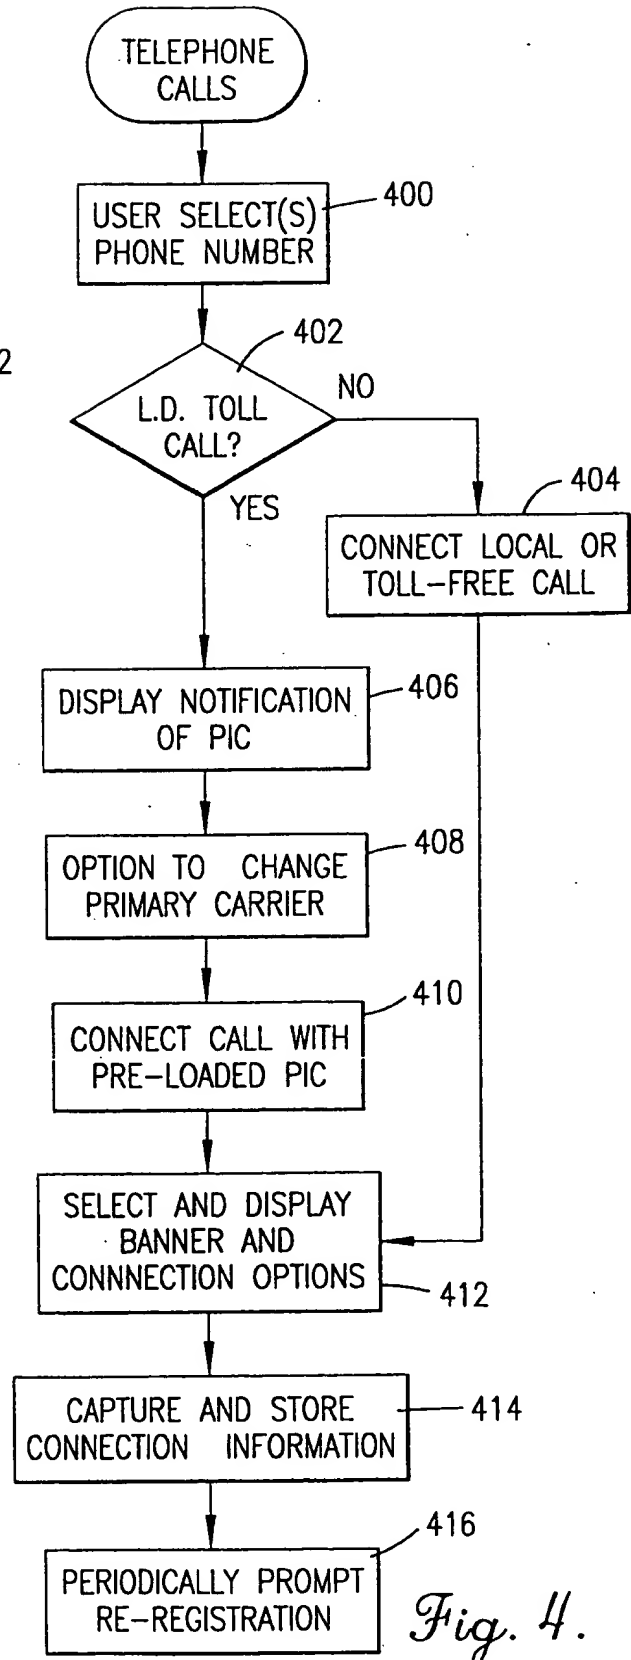 TELEPHONE
CALLS
USER SELECT(S)
PHONE NUMBER
400
402
2
L.D. TOLL
CALL?
NO
YES
404
CONNECT LOCAL OR
TOLL-FREE CALL
DISPLAY NOTIFICATION
OF PIC
406
OPTION TO CHANGE
PRIMARY CARRIER
408
CONNECT CALL WITH
PRE-LOADED PIC
410
SELECT AND DISPLAY
BANNER AND
CONNNECTION OPTIONS
412
CAPTURE AND STORE
CONNECTION INFORMATION
414
PERIODICALLY PROMPT
RE-REGISTRATION
416
Fig. 4.